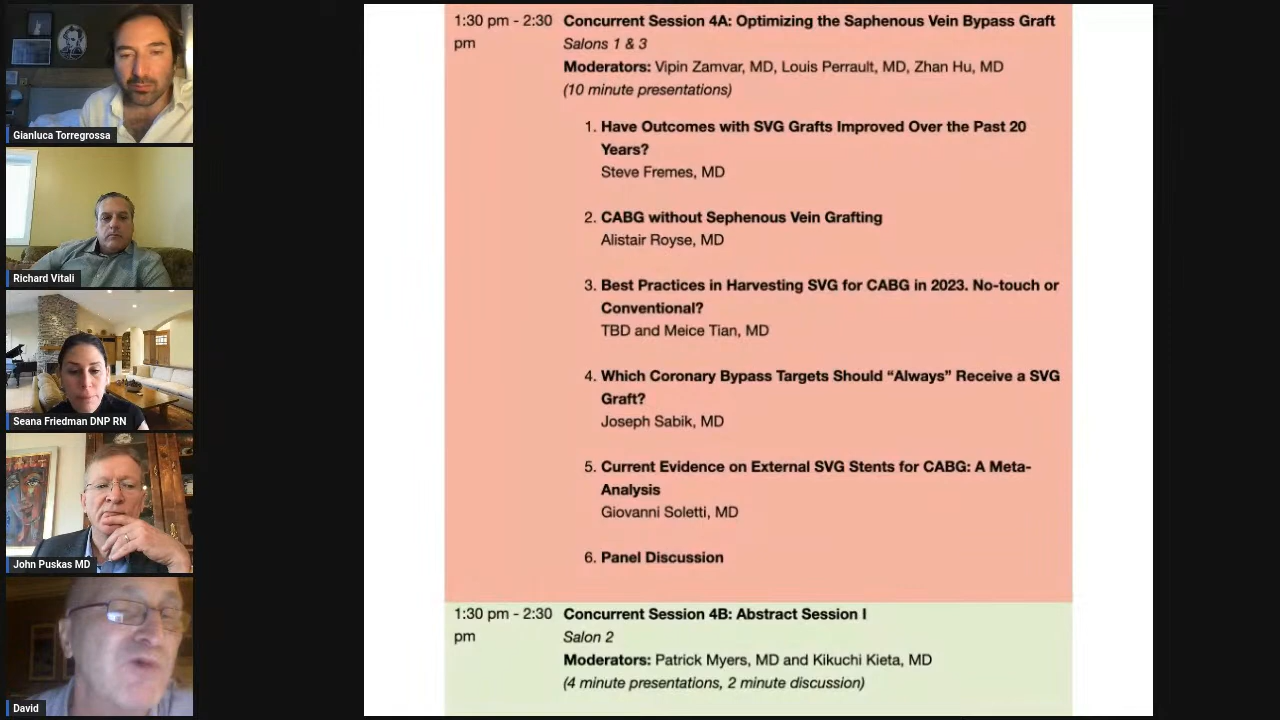 Gianluca Torregrossa
Richard Vitali
Seana Friedman DNP RN
John Puskas MD
David
1:30 pm - 2:30 pm
Concurrent Session 4A: Optimizing the Saphenous Vein Bypass Graft
Salons 1 & 3
Moderators: Vipin Zamvar, MD, Louis Perrault, MD, Zhan Hu, MD
(10 minute presentations)
1. Have Outcomes with SVG Grafts Improved Over the Past 20
Years?
Steve Fremes, MD
2. CABG without Sephenous Vein Grafting
Alistair Royse, MD
3. Best Practices in Harvesting SVG for CABG in 2023. No-touch or
Conventional?
TBD and Meice Tian, MD
4. Which Coronary Bypass Targets Should “Always” Receive a SVG
Graft?
Joseph Sabik, MD
5. Current Evidence on External SVG Stents for CABG: A Meta-
Analysis
Giovanni Soletti, MD
6. Panel Discussion
1:30 pm - 2:30 pm
Concurrent Session 4B: Abstract Session I
Salon 2
Moderators: Patrick Myers, MD and Kikuchi Kieta, MD
(4 minute presentations, 2 minute discussion)